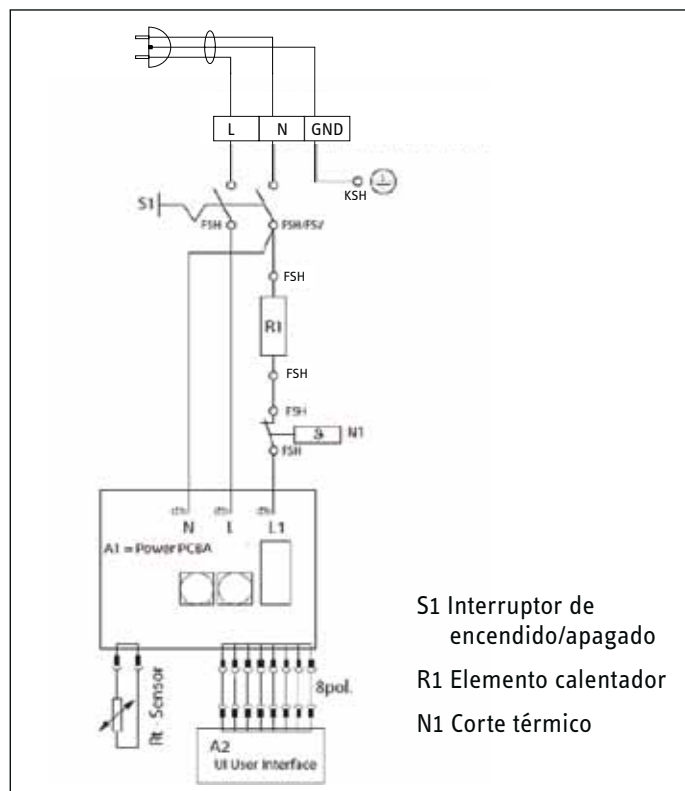 L N GND
KSH
S1
FSH FSH/FSV
FSH
R1
FSH
FSH
N1
FSH
N L L1
A1 = Power PCBA
S1 Interruptor de
encendido/apagado
R1 Elemento calentador
N1 Corte térmico
Rt - Sensor
8pol.
A2
UI User Interface